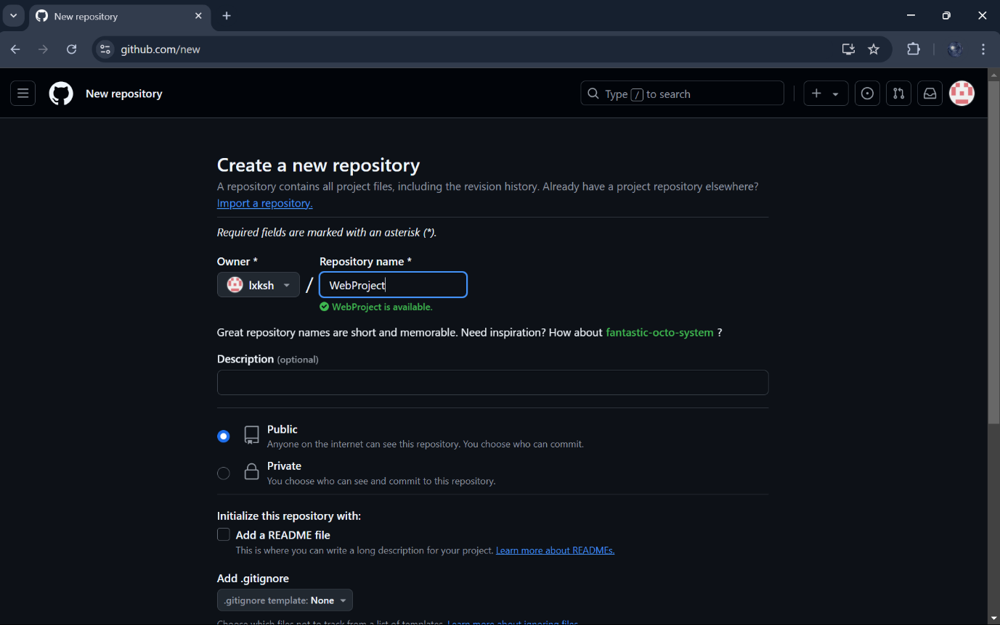 New repository
github.com/new
New repository
Type / to search
Create a new repository
A repository contains all project files, including the revision history. Already have a project repository elsewhere?
Import a repository.
Required fields are marked with an asterisk (*).
Owner * Repository name *
lxksh / WebProject
WebProject is available.
Great repository names are short and memorable. Need inspiration? How about fantastic-octo-system ?
Description (optional)
Public
Anyone on the internet can see this repository. You choose who can commit.
Private
You choose who can see and commit to this repository.
Initialize this repository with:
Add a README file
This is where you can write a long description for your project. Learn more about READMEs.
Add .gitignore
.gitignore template: None
Choose which files not to track from a list of templates. Learn more about ignoring files.